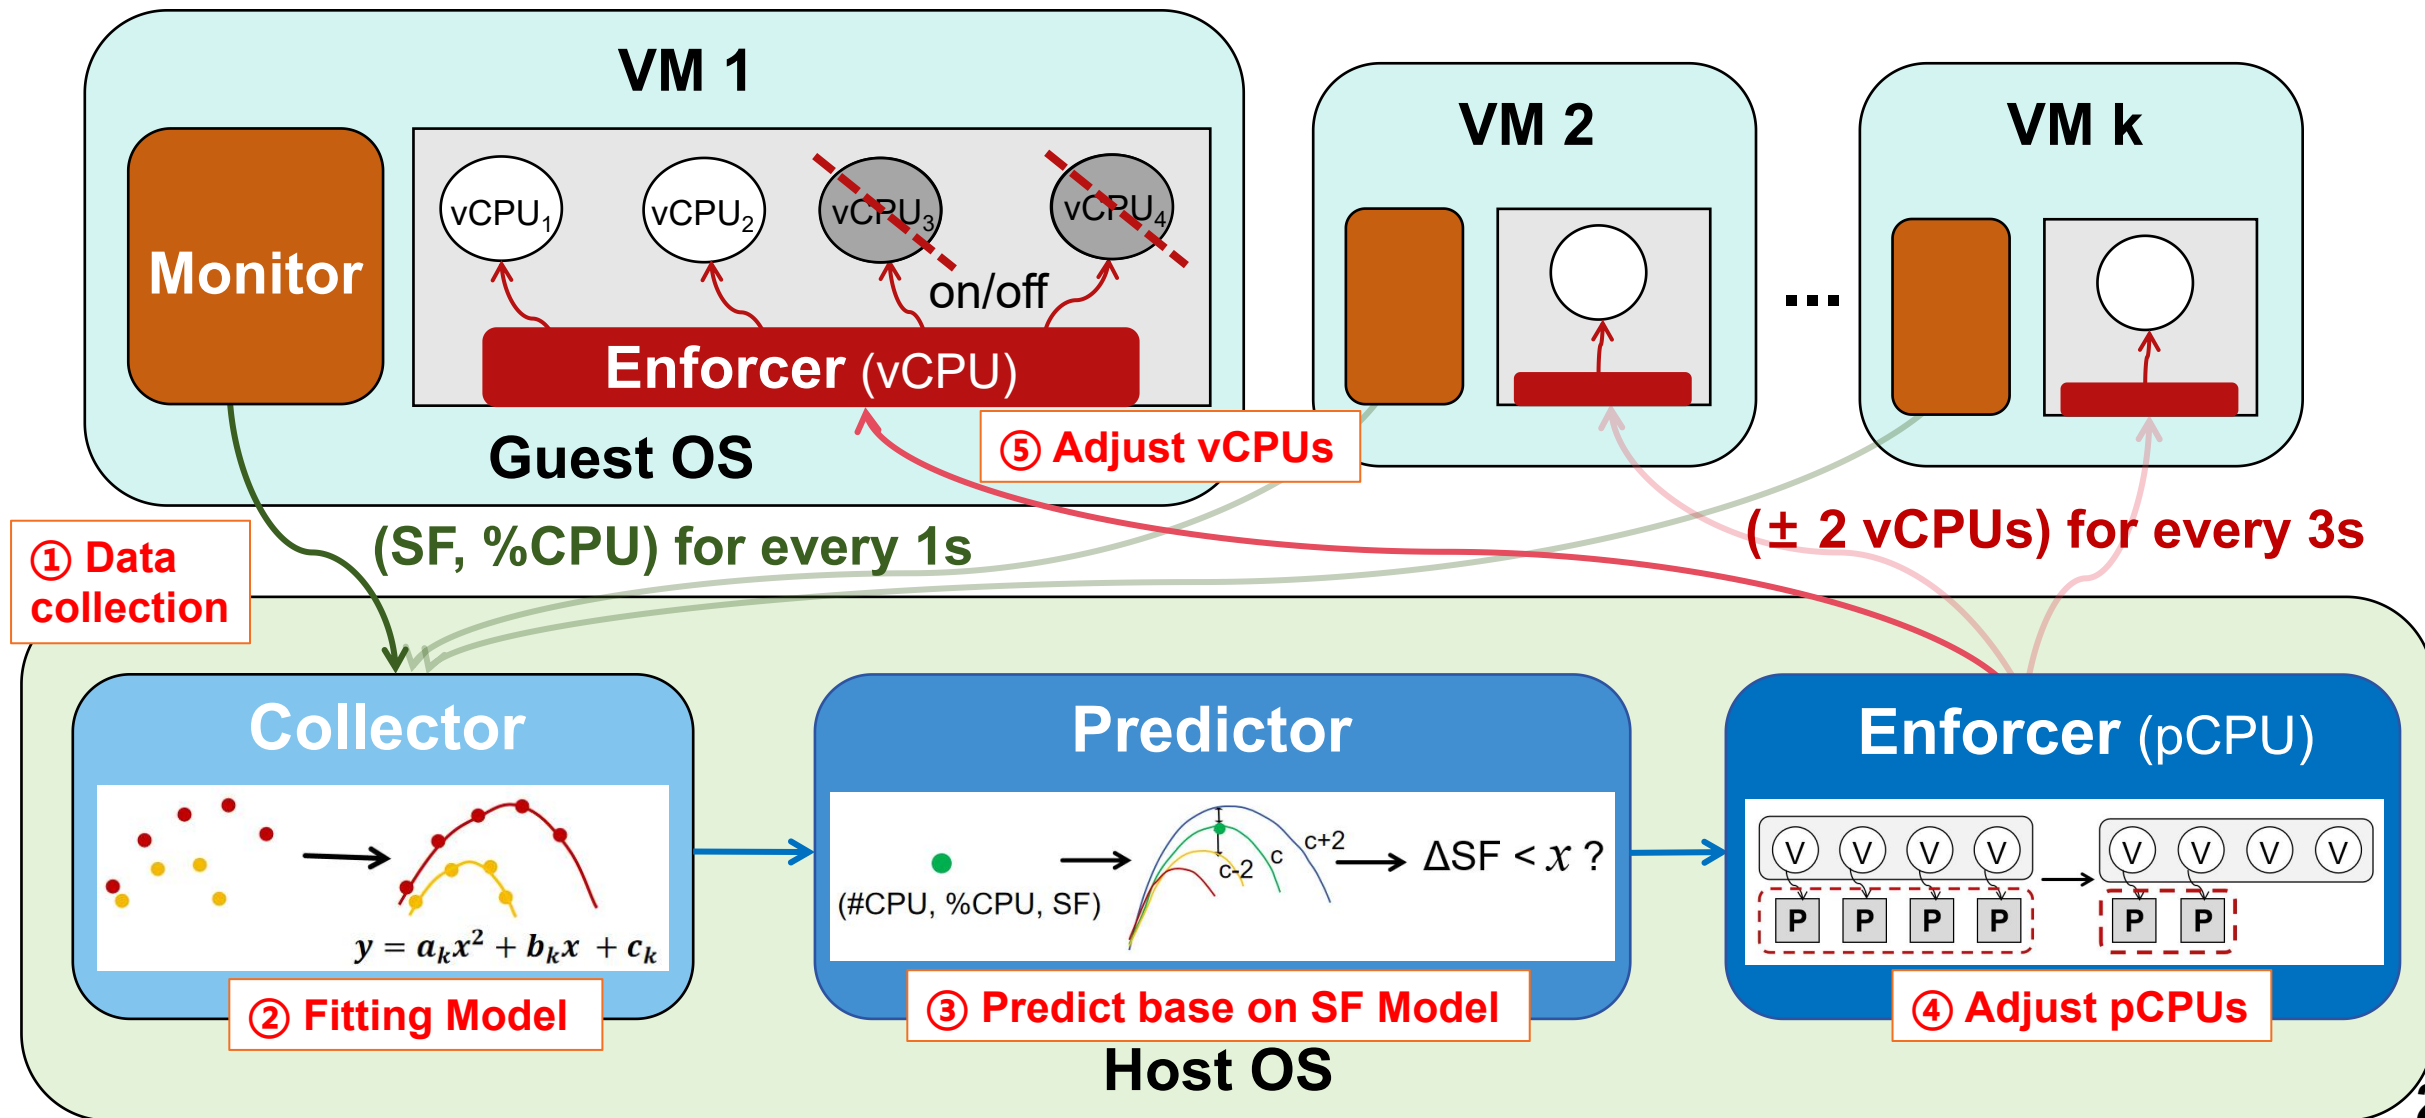 VM 1
VM 2
VM k
Monitor
vCPU₁
vCPU₂
vCPU₃
vCPU₄
on/off
Enforcer (vCPU)
...
Guest OS
⑤ Adjust vCPUs
① Data
collection
(SF, %CPU) for every 1s
(± 2 vCPUs) for every 3s
Collector
Predictor
Enforcer (pCPU)
y = aₖx² + bₖx + cₖ
(#CPU, %CPU, SF)
c-2
c
c+2
ΔSF < x ?
V V V V
V V V V
P P P P
P P
② Fitting Model
③ Predict base on SF Model
④ Adjust pCPUs
Host OS